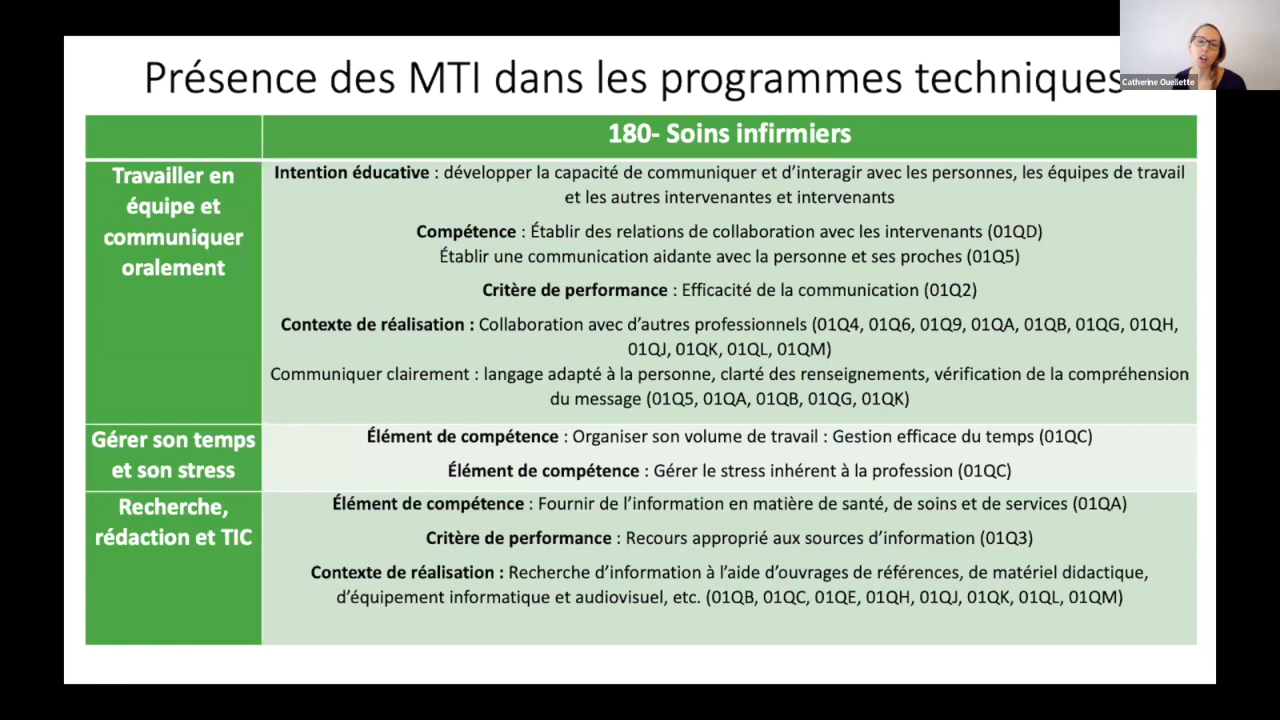 Présence des MTI dans les programmes techniques
Catherine Ouellette
180- Soins infirmiers
Travailler en
équipe et
communiquer
oralement
Intention éducative : développer la capacité de communiquer et d’interagir avec les personnes, les équipes de travail
et les autres intervenantes et intervenants
Compétence : Établir des relations de collaboration avec les intervenants (01QD)
Établir une communication aidante avec la personne et ses proches (01Q5)
Critère de performance : Efficacité de la communication (01Q2)
Contexte de réalisation : Collaboration avec d’autres professionnels (01Q4, 01Q6, 01Q9, 01QA, 01QB, 01QG, 01QH,
01QJ, 01QK, 01QL, 01QM)
Communiquer clairement : langage adapté à la personne, clarté des renseignements, vérification de la compréhension
du message (01Q5, 01QA, 01QB, 01QG, 01QK)
Gérer son temps
et son stress
Élément de compétence : Organiser son volume de travail : Gestion efficace du temps (01QC)
Élément de compétence : Gérer le stress inhérent à la profession (01QC)
Recherche,
rédaction et TIC
Élément de compétence : Fournir de l’information en matière de santé, de soins et de services (01QA)
Critère de performance : Recours approprié aux sources d’information (01Q3)
Contexte de réalisation : Recherche d’information à l’aide d’ouvrages de références, de matériel didactique,
d’équipement informatique et audiovisuel, etc. (01QB, 01QC, 01QE, 01QH, 01QJ, 01QK, 01QL, 01QM)